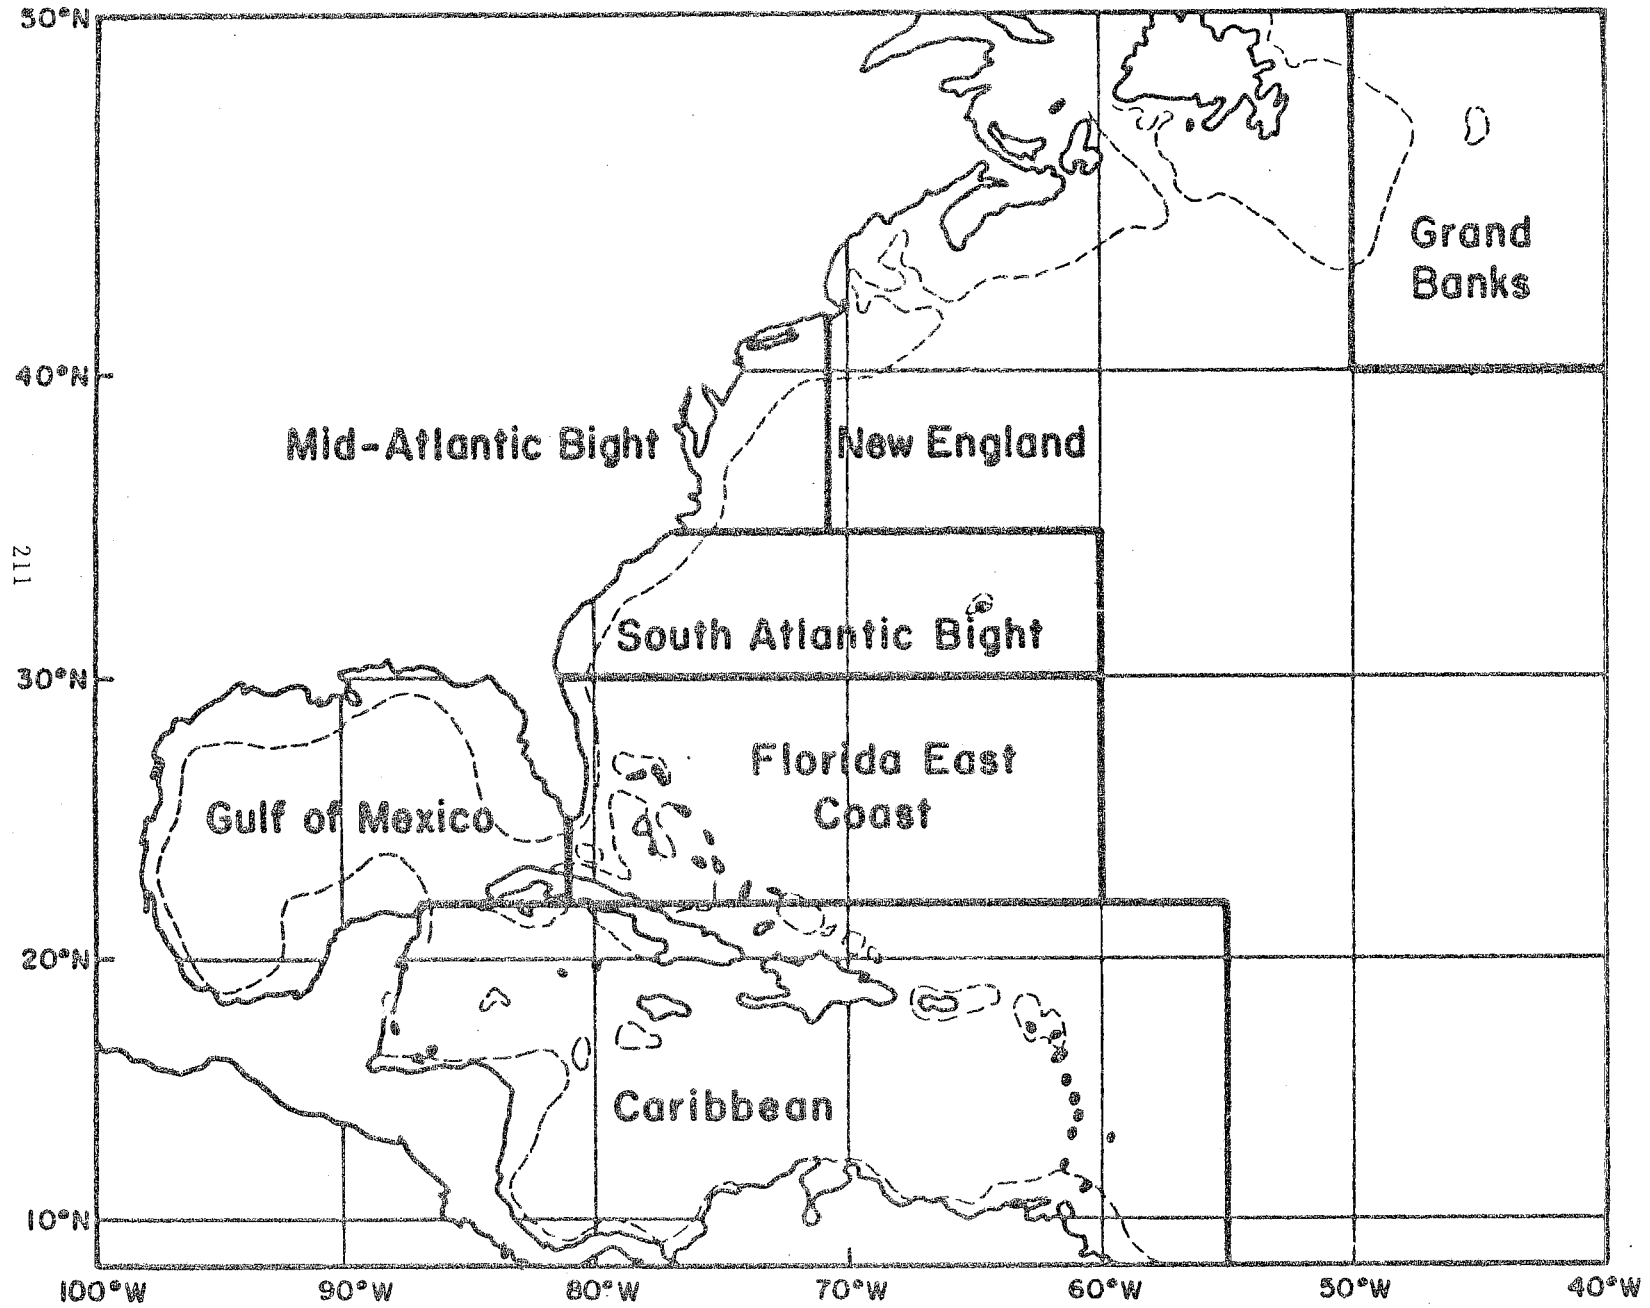 50°N
Grand
Banks
40°N
Mid-Atlantic Bight
New England
211
South Atlantic Bight
30°N
Florida East
Coast
Gulf of Mexico
20°N
Caribbean
10°N
100°W 90°W 80°W 70°W 60°W 50°W 40°W